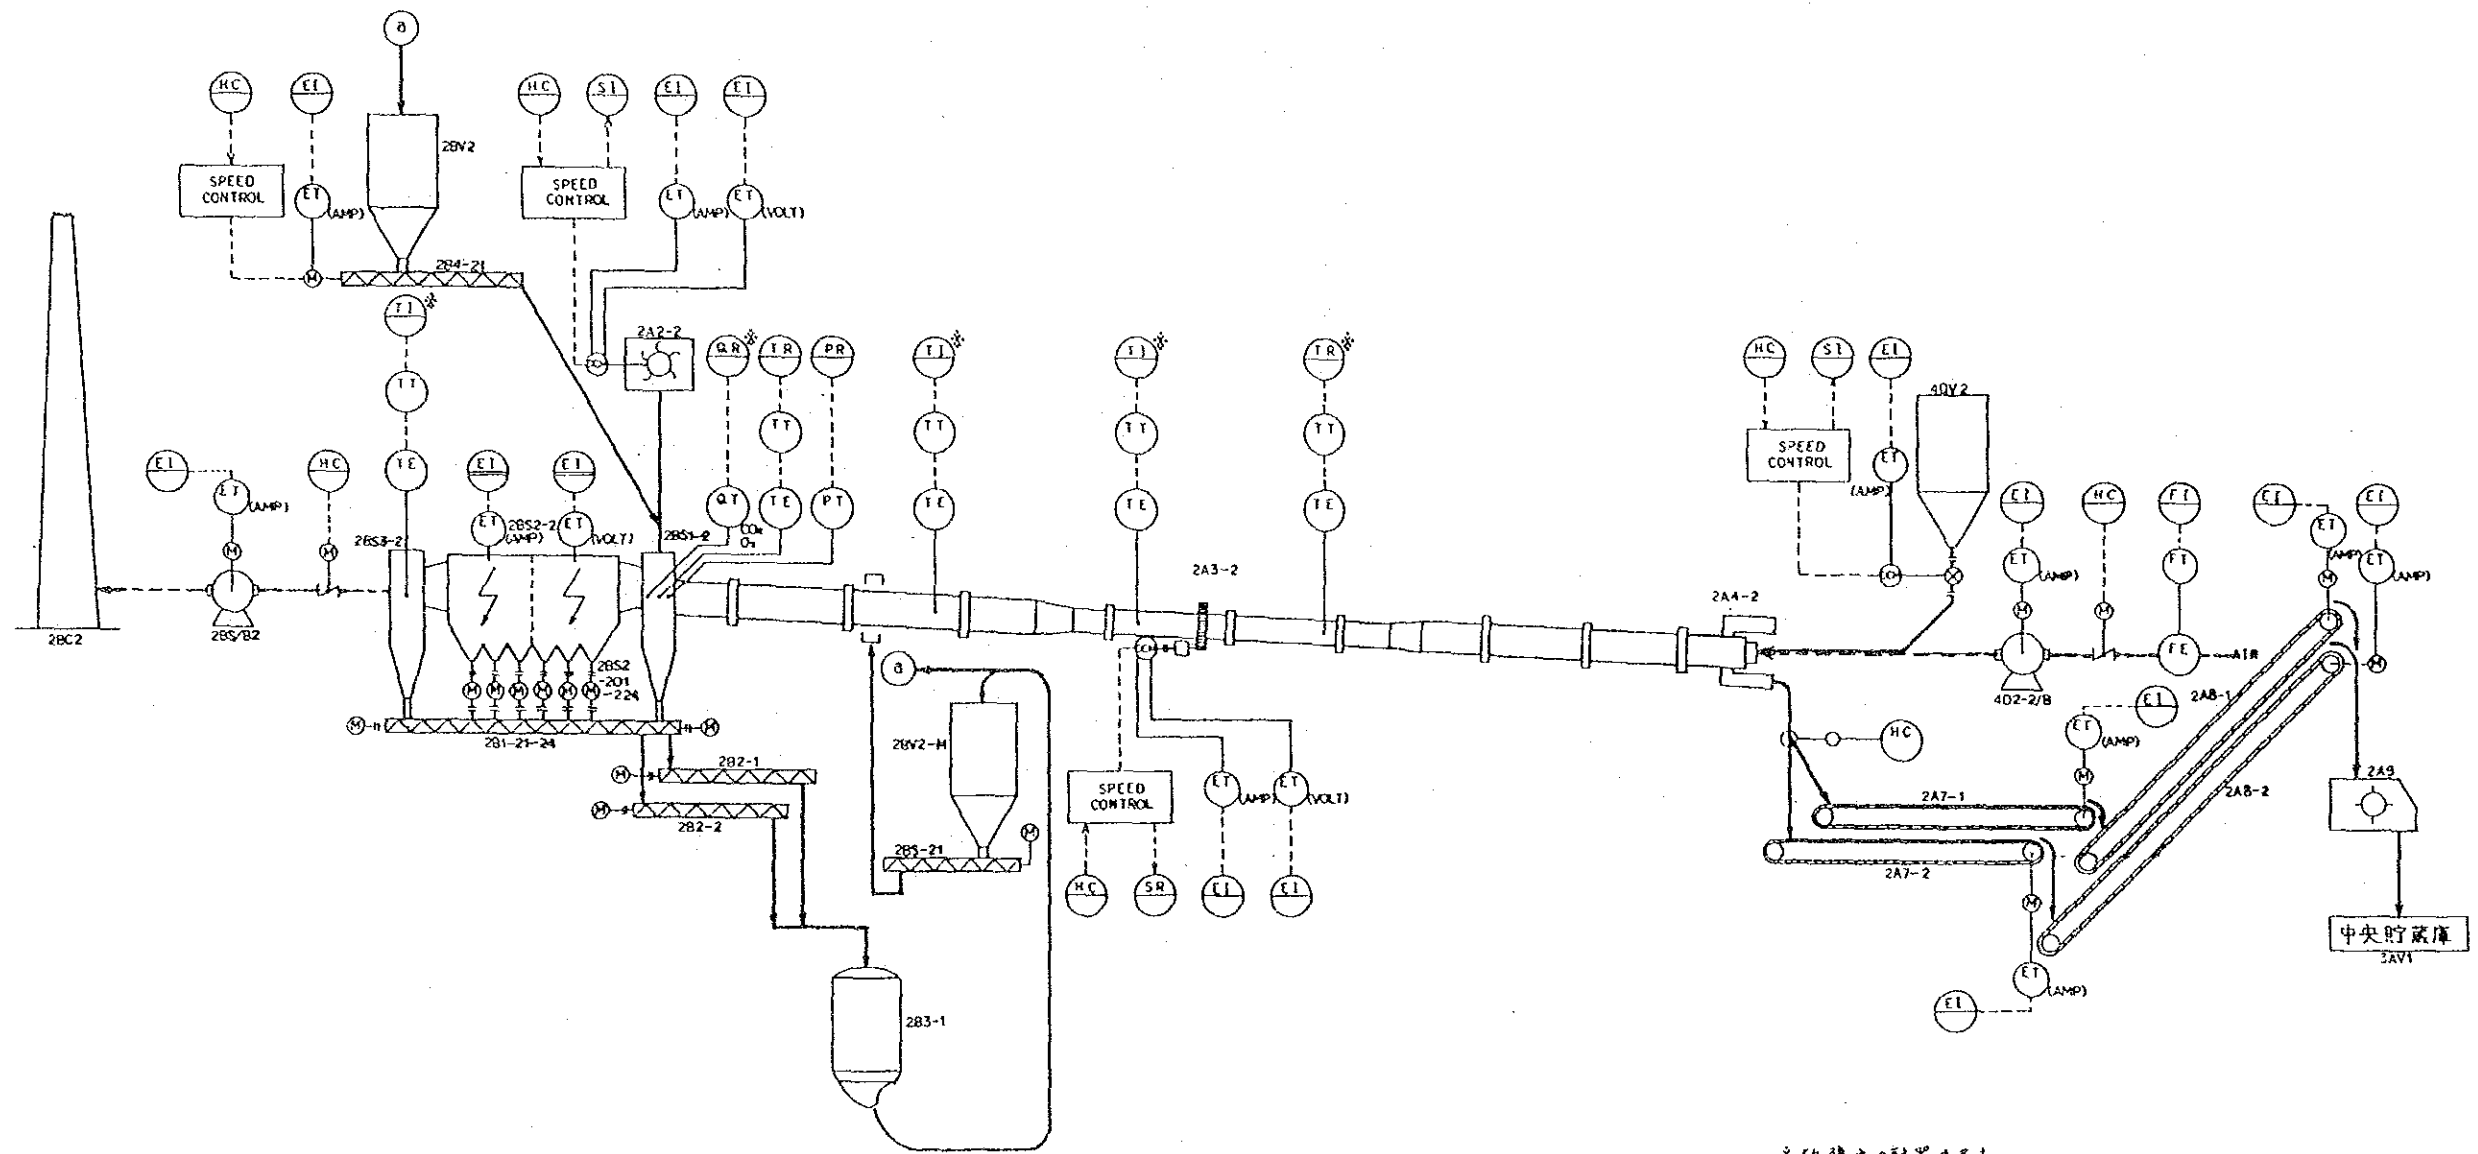 a
HC
EI
HC
SI
EI
EI
2BV2
SPEED
CONTROL
ET
(AMP)
SPEED
CONTROL
ET
(AMP)
ET
(VOLT)
M
2B4-21
TI
※
2A2-2
QR
※
TR
PR
TI
※
TI
※
TR
※
HC
SI
EI
4DV2
TT
TT
TT
TT
TT
SPEED
CONTROL
ET
(AMP)
EI
ET
(AMP)
HC
TE
EI
EI
QT
TE
PT
TE
TE
TE
EI
HC
FI
EI
EI
ET
(AMP)
2BS2-2
ET
(VOLT)
2BS3-2
2BS1-2
O₂
ET
(AMP)
FT
ET
(AMP)
ET
(AMP)
M
M
M
M
M
2A3-2
2A4-2
2BC2
2BS/B2
2BS2
-201
-224
M
M
M
M
M
M
a
FE
AIR
M
4D2-2/B
2A8-1
EI
ET
(AMP)
M
M
2B1-21-24
2BV2-M
HC
M
2B2-1
M
2B2-2
SPEED
CONTROL
ET
(AMP)
ET
(VOLT)
M
2A7-1
2A8-2
2A9
2BS-21
M
2A7-2
HC
SR
EI
EI
M
中央貯蔵庫
3AV1
ET
(AMP)
EI
2B3-1